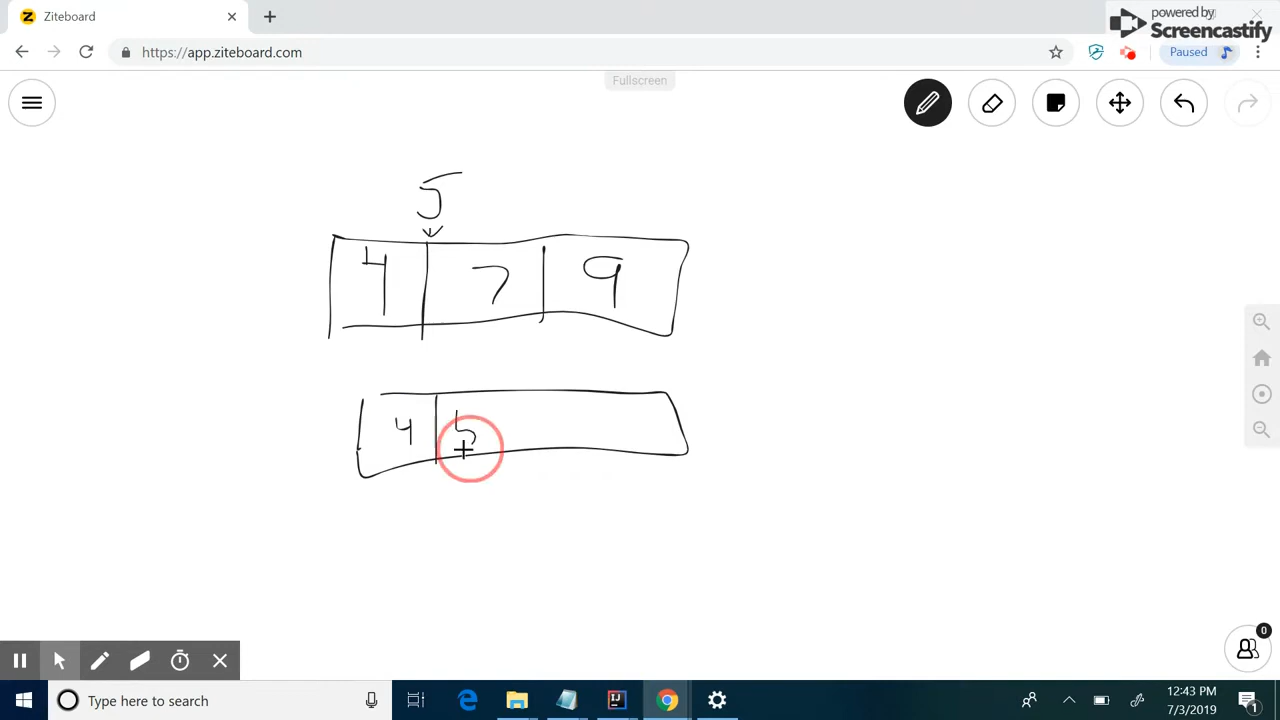 Ziteboard
powered by
Screencastify
https://app.ziteboard.com
Paused
Fullscreen
5
4 7 9
4 5
0
Type here to search
12:43 PM
7/3/2019
1